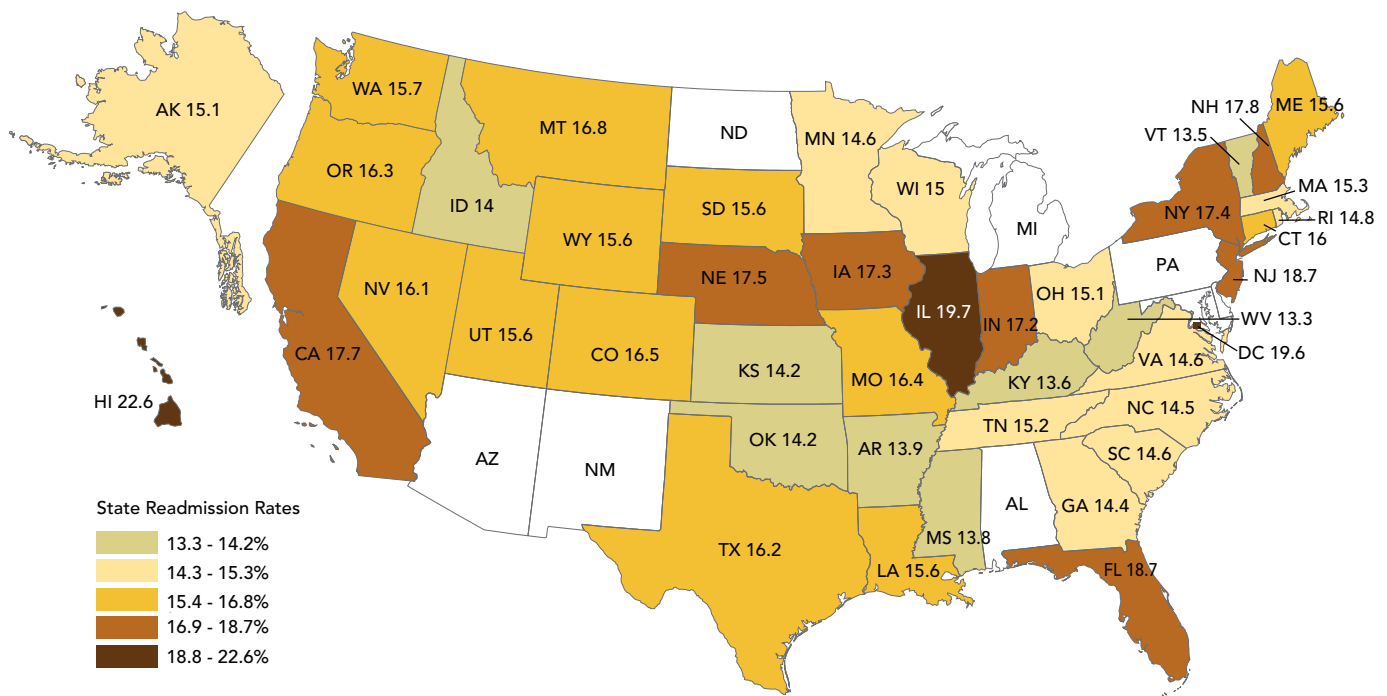 AK 15.1
WA 15.7
MT 16.8
ND
MN 14.6
NH 17.8
ME 15.6
VT 13.5
OR 16.3
ID 14
WI 15
MA 15.3
SD 15.6
NY 17.4
RI 14.8
WY 15.6
MI
CT 16
PA
NE 17.5
IA 17.3
NJ 18.7
NV 16.1
OH 15.1
IL 19.7
IN 17.2
WV 13.3
UT 15.6
CO 16.5
CA 17.7
DC 19.6
VA 14.6
KS 14.2
MO 16.4
KY 13.6
HI 22.6
NC 14.5
TN 15.2
OK 14.2
AR 13.9
SC 14.6
AZ
NM
AL
GA 14.4
State Readmission Rates
13.3 - 14.2%
14.3 - 15.3%
15.4 - 16.8%
16.9 - 18.7%
18.8 - 22.6%
TX 16.2
MS 13.8
LA 15.6
FL 18.7